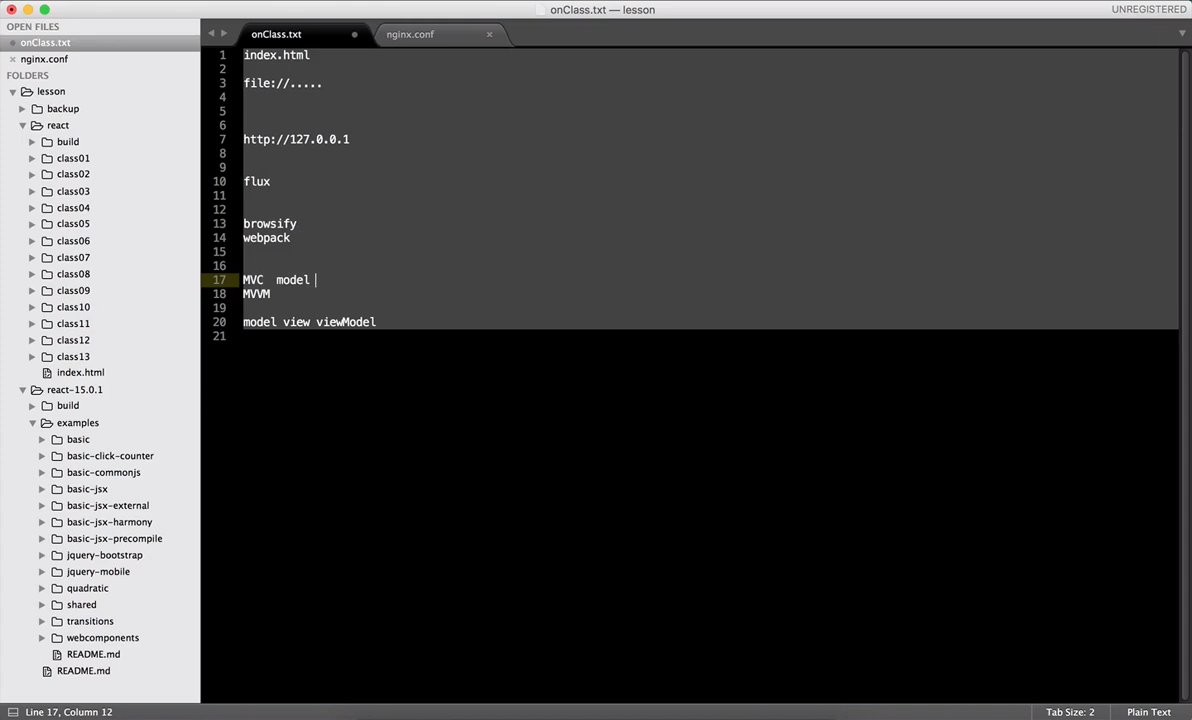 onClass.txt — lesson
UNREGISTERED
OPEN FILES
onClass.txt
nginx.conf
FOLDERS
lesson
backup
react
build
class01
class02
class03
class04
class05
class06
class07
class08
class09
class10
class11
class12
class13
index.html
react-15.0.1
build
examples
basic
basic-click-counter
basic-commonjs
basic-jsx
basic-jsx-external
basic-jsx-harmony
basic-jsx-precompile
jquery-bootstrap
jquery-mobile
quadratic
shared
transitions
webcomponents
README.md
README.md
onClass.txt
nginx.conf
1 index.html
2
3 file://.....
4
5
6
7 http://127.0.0.1
8
9
10 flux
11
12
13 browsify
14 webpack
15
16
17 MVC  model
18 MVVM
19
20 model view viewModel
21
Line 17, Column 12
Tab Size: 2
Plain Text